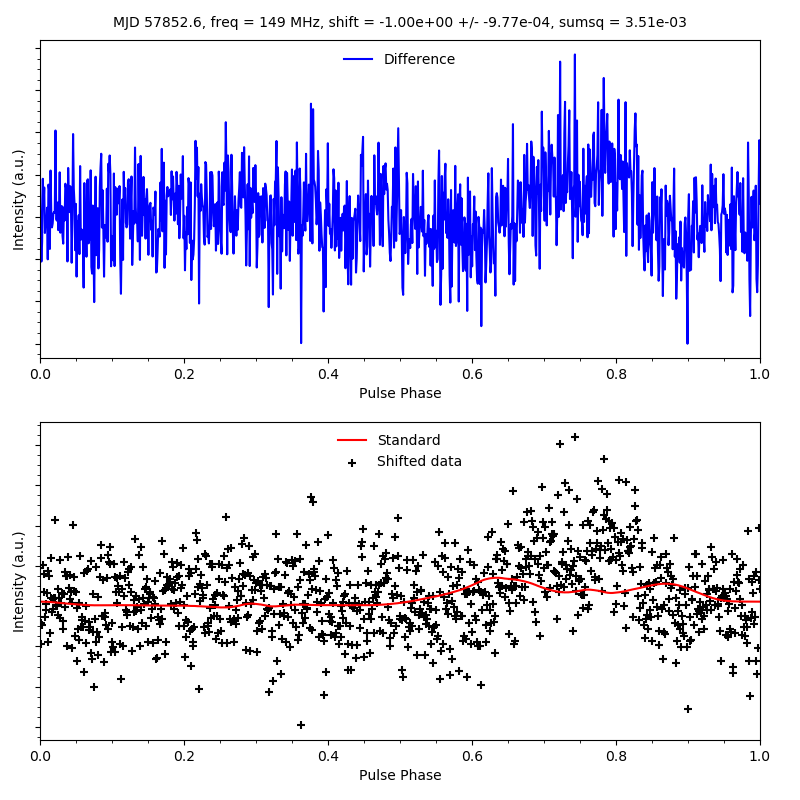 MJD 57852.6, freq = 149 MHz, shift = -1.00e+00 +/- -9.77e-04, sumsq = 3.51e-03
Difference
Intensity (a.u.)
0.0 0.2 0.4 0.6 0.8 1.0
Pulse Phase
Standard
Shifted data
Intensity (a.u.)
0.0 0.2 0.4 0.6 0.8 1.0
Pulse Phase